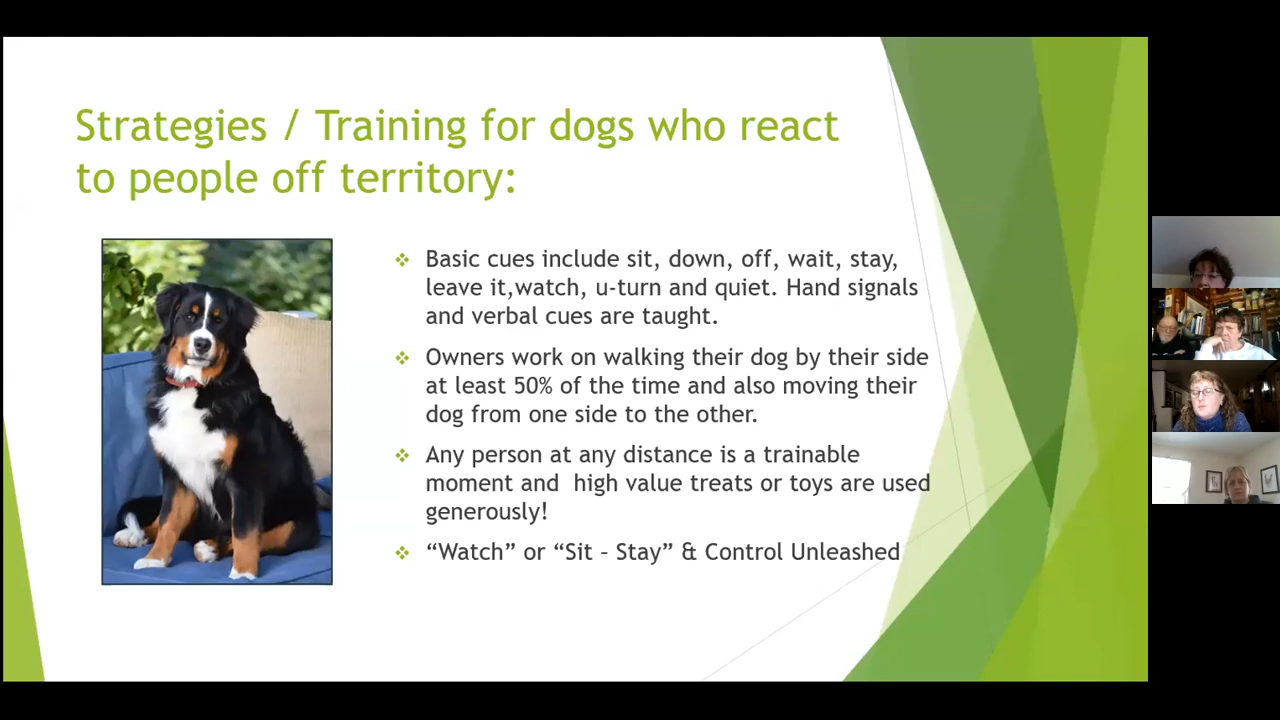 Strategies / Training for dogs who react
to people off territory:
Basic cues include sit, down, off, wait, stay,
leave it,watch, u-turn and quiet. Hand signals
and verbal cues are taught.
Owners work on walking their dog by their side
at least 50% of the time and also moving their
dog from one side to the other.
Any person at any distance is a trainable
moment and  high value treats or toys are used
generously!
“Watch” or “Sit – Stay” & Control Unleashed